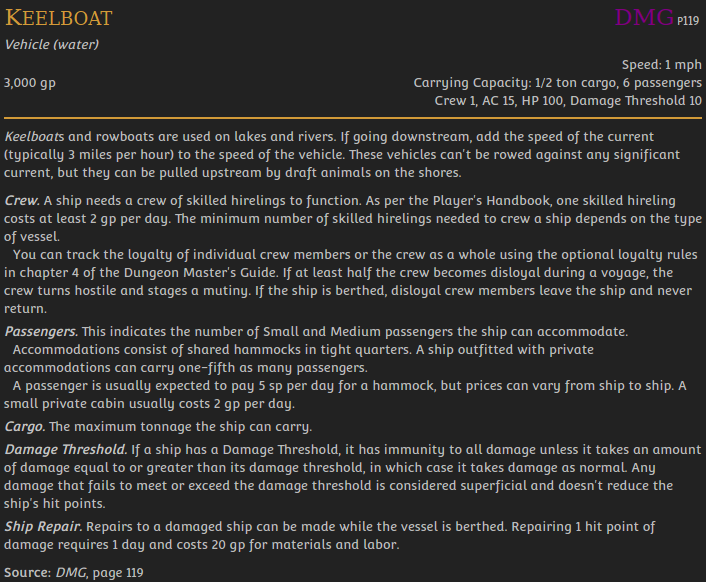 KEELBOAT DMG P119
Vehicle (water)
Speed: 1 mph
3,000 gp Carrying Capacity: 1/2 ton cargo, 6 passengers
Crew 1, AC 15, HP 100, Damage Threshold 10
Keelboats and rowboats are used on lakes and rivers. If going downstream, add the speed of the current
(typically 3 miles per hour) to the speed of the vehicle. These vehicles can't be rowed against any significant
current, but they can be pulled upstream by draft animals on the shores.
Crew. A ship needs a crew of skilled hirelings to function. As per the Player's Handbook, one skilled hireling
costs at least 2 gp per day. The minimum number of skilled hirelings needed to crew a ship depends on the type
of vessel.
You can track the loyalty of individual crew members or the crew as a whole using the optional loyalty rules
in chapter 4 of the Dungeon Master's Guide. If at least half the crew becomes disloyal during a voyage, the
crew turns hostile and stages a mutiny. If the ship is berthed, disloyal crew members leave the ship and never
return.
Passengers. This indicates the number of Small and Medium passengers the ship can accommodate.
Accommodations consist of shared hammocks in tight quarters. A ship outfitted with private
accommodations can carry one-fifth as many passengers.
A passenger is usually expected to pay 5 sp per day for a hammock, but prices can vary from ship to ship. A
small private cabin usually costs 2 gp per day.
Cargo. The maximum tonnage the ship can carry.
Damage Threshold. If a ship has a Damage Threshold, it has immunity to all damage unless it takes an amount
of damage equal to or greater than its damage threshold, in which case it takes damage as normal. Any
damage that fails to meet or exceed the damage threshold is considered superficial and doesn't reduce the
ship's hit points.
Ship Repair. Repairs to a damaged ship can be made while the vessel is berthed. Repairing 1 hit point of
damage requires 1 day and costs 20 gp for materials and labor.
Source: DMG, page 119